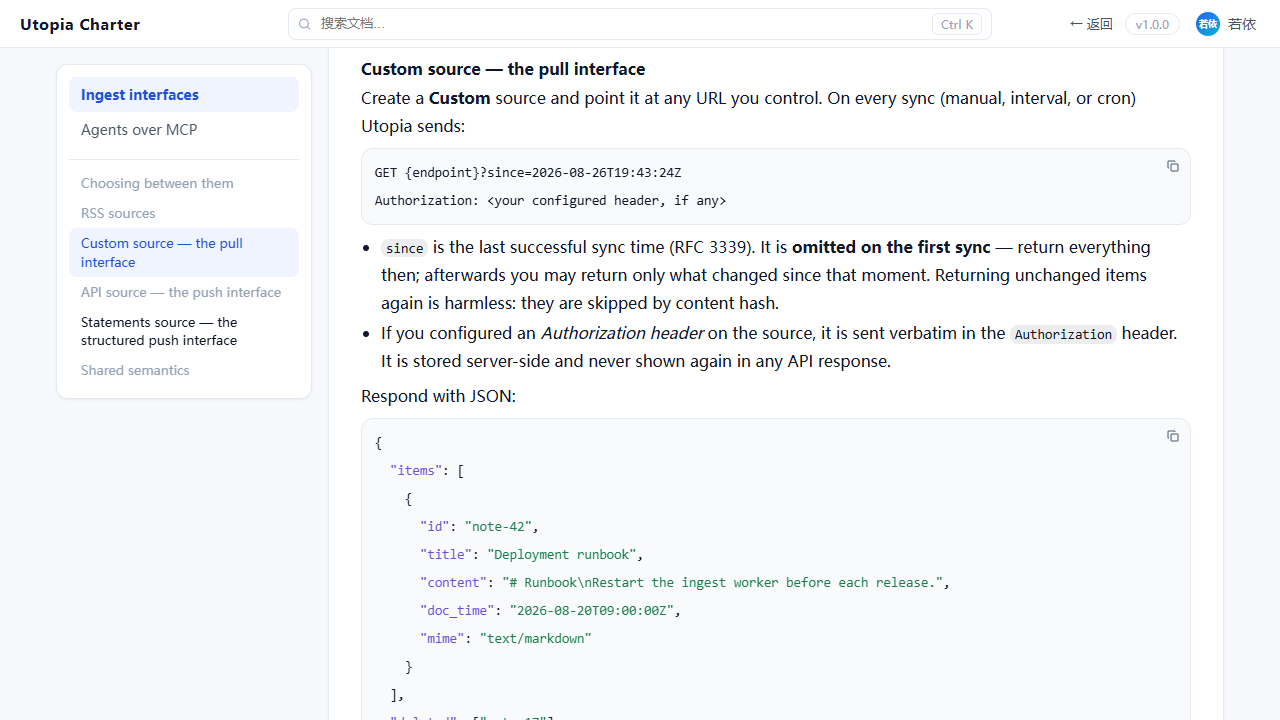 Utopia Charter
搜索文档...
Ctrl K
← 返回
v1.0.0
若依
若依
Ingest interfaces
Agents over MCP
Choosing between them
RSS sources
Custom source — the pull
interface
API source — the push interface
Statements source — the
structured push interface
Shared semantics
Custom source — the pull interface
Create a Custom source and point it at any URL you control. On every sync (manual, interval, or cron)
Utopia sends:
GET {endpoint}?since=2026-08-26T19:43:24Z
Authorization: <your configured header, if any>
• since is the last successful sync time (RFC 3339). It is omitted on the first sync — return everything
then; afterwards you may return only what changed since that moment. Returning unchanged items
again is harmless: they are skipped by content hash.
• If you configured an Authorization header on the source, it is sent verbatim in the Authorization header.
It is stored server-side and never shown again in any API response.
Respond with JSON:
{
"items": [
{
"id": "note-42",
"title": "Deployment runbook",
"content": "# Runbook\nRestart the ingest worker before each release.",
"doc_time": "2026-08-20T09:00:00Z",
"mime": "text/markdown"
}
],